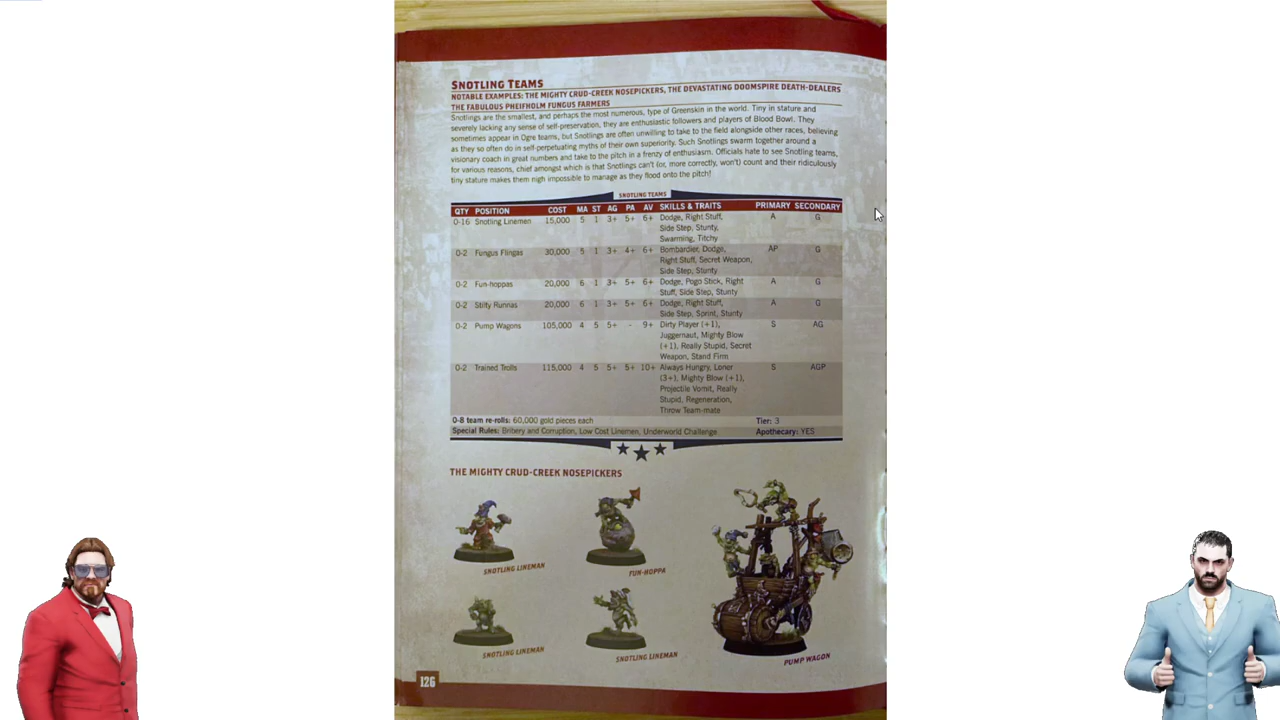 SNOTLING TEAMS
NOTABLE EXAMPLES: THE MIGHTY CRUD-CREEK NOSEPICKERS, THE DEVASTATING DOOMSPIRE DEATH-DEALERS
THE FABULOUS PHEIFHOLM FUNGUS FARMERS
Snotlings are the smallest, and perhaps the most numerous, type of Greenskin in the world. Tiny in stature and
severely lacking any sense of self-preservation, they are enthusiastic followers and players of Blood Bowl. They
sometimes appear in Ogre teams, but Snotlings are often unwilling to take to the field alongside other races, believing
as they so often do in self-perpetuating myths of their own superiority. Such Snotlings swarm together around a
visionary coach in great numbers and take to the pitch in a frenzy of enthusiasm. Officials hate to see Snotling teams,
for various reasons, chief amongst which is that Snotlings can't (or, more correctly, won't) count and their ridiculously
tiny stature makes them nigh impossible to manage as they flood onto the pitch!
SNOTLING TEAMS
QTY POSITION COST MA ST AG PA AV SKILLS & TRAITS PRIMARY SECONDARY
0-16 Snotling Linemen 15,000 5 1 3+ 5+ 6+ Dodge, Right Stuff, A G
Side Step, Stunty,
Swarming, Titchy
0-2 Fungus Flingas 30,000 5 1 3+ 4+ 6+ Bombardier, Dodge, AP G
Right Stuff, Secret Weapon,
Side Step, Stunty
0-2 Fun-hoppas 20,000 6 1 3+ 5+ 6+ Dodge, Pogo Stick, Right A G
Stuff, Side Step, Stunty
0-2 Stilty Runnas 20,000 6 1 3+ 5+ 6+ Dodge, Right Stuff, A G
Side Step, Sprint, Stunty
0-2 Pump Wagons 105,000 4 5 5+ - 9+ Dirty Player (+1), S AG
Juggernaut, Mighty Blow
(+1), Really Stupid, Secret
Weapon, Stand Firm
0-2 Trained Trolls 115,000 4 5 5+ 5+ 10+ Always Hungry, Loner S AGP
(3+), Mighty Blow (+1),
Projectile Vomit, Really
Stupid, Regeneration,
Throw Team-mate
0-8 team re-rolls: 60,000 gold pieces each Tier: 3
Special Rules: Bribery and Corruption, Low Cost Linemen, Underworld Challenge Apothecary: YES
THE MIGHTY CRUD-CREEK NOSEPICKERS
SNOTLING LINEMAN
FUN-HOPPA
SNOTLING LINEMAN
SNOTLING LINEMAN
PUMP WAGON
126